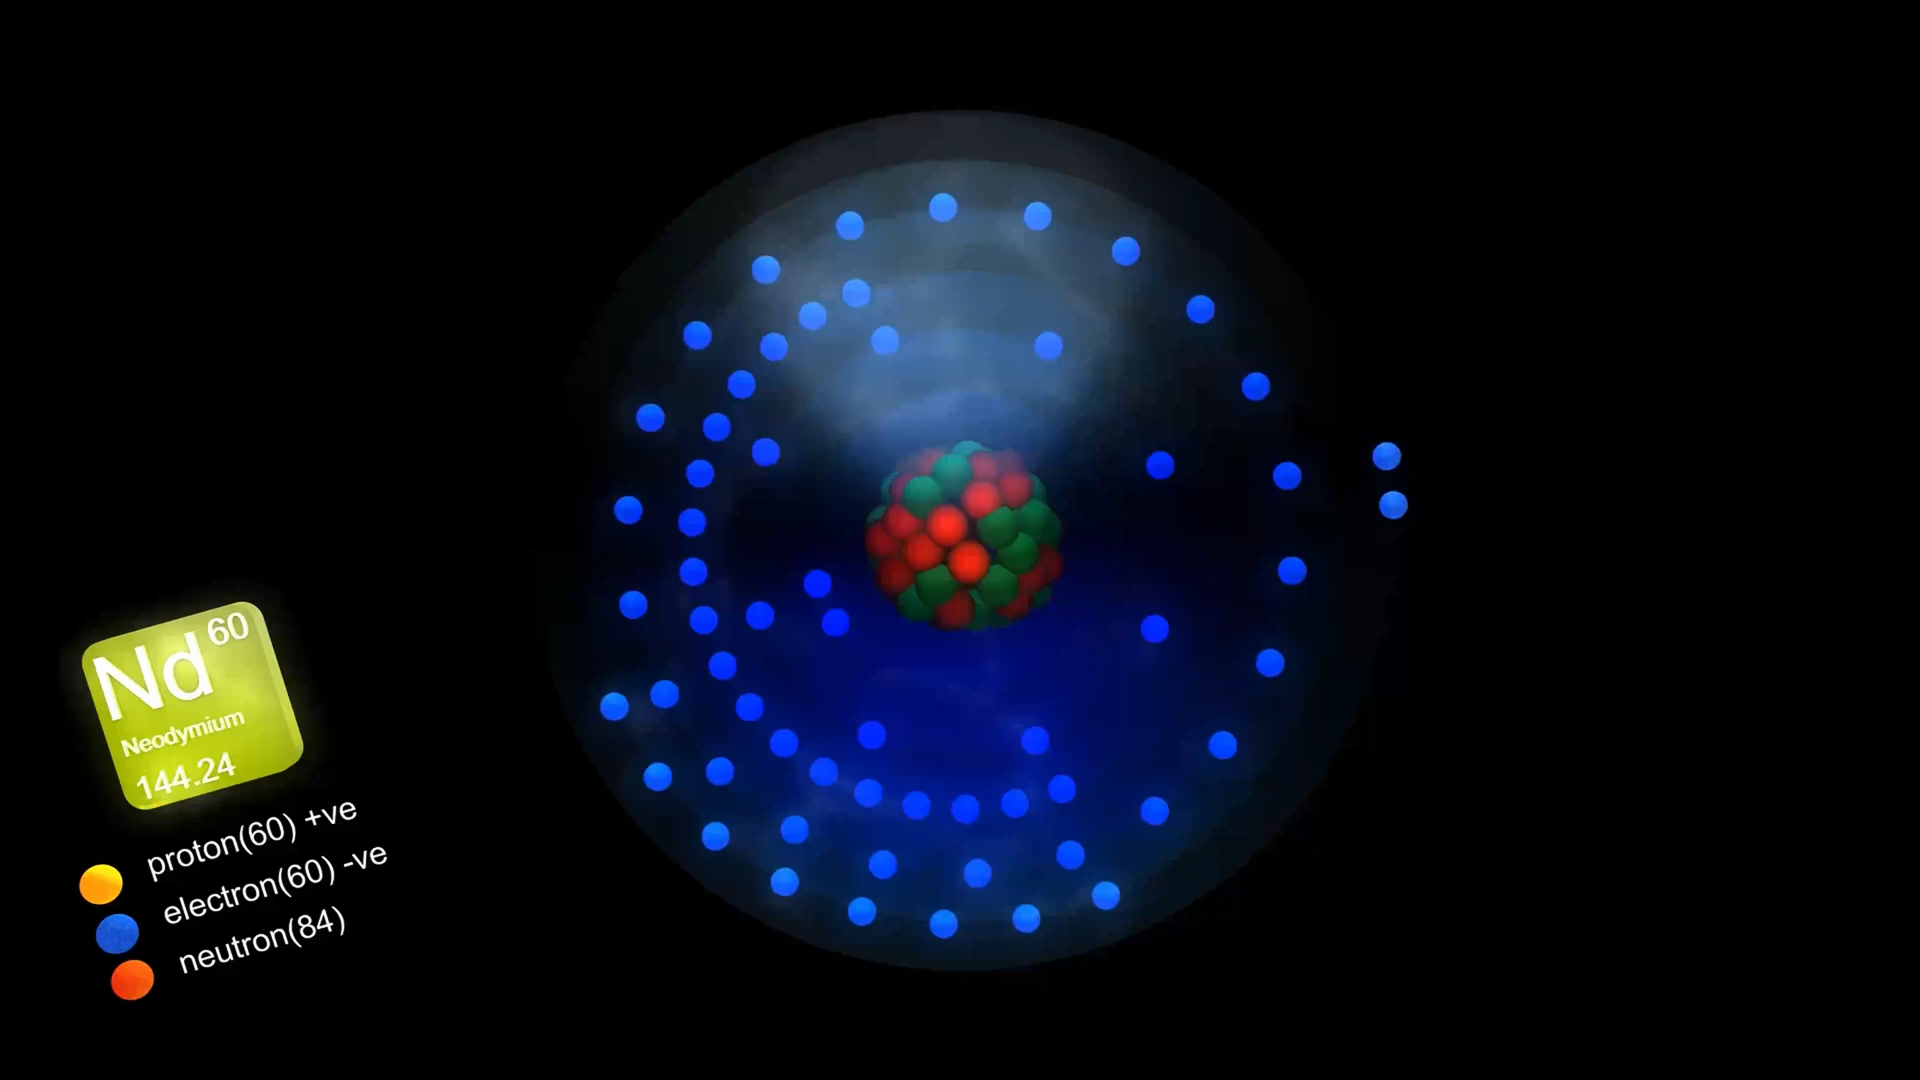 60
Nd
Neodymium
144.24
proton(60) +ve
electron(60) -ve
neutron(84)